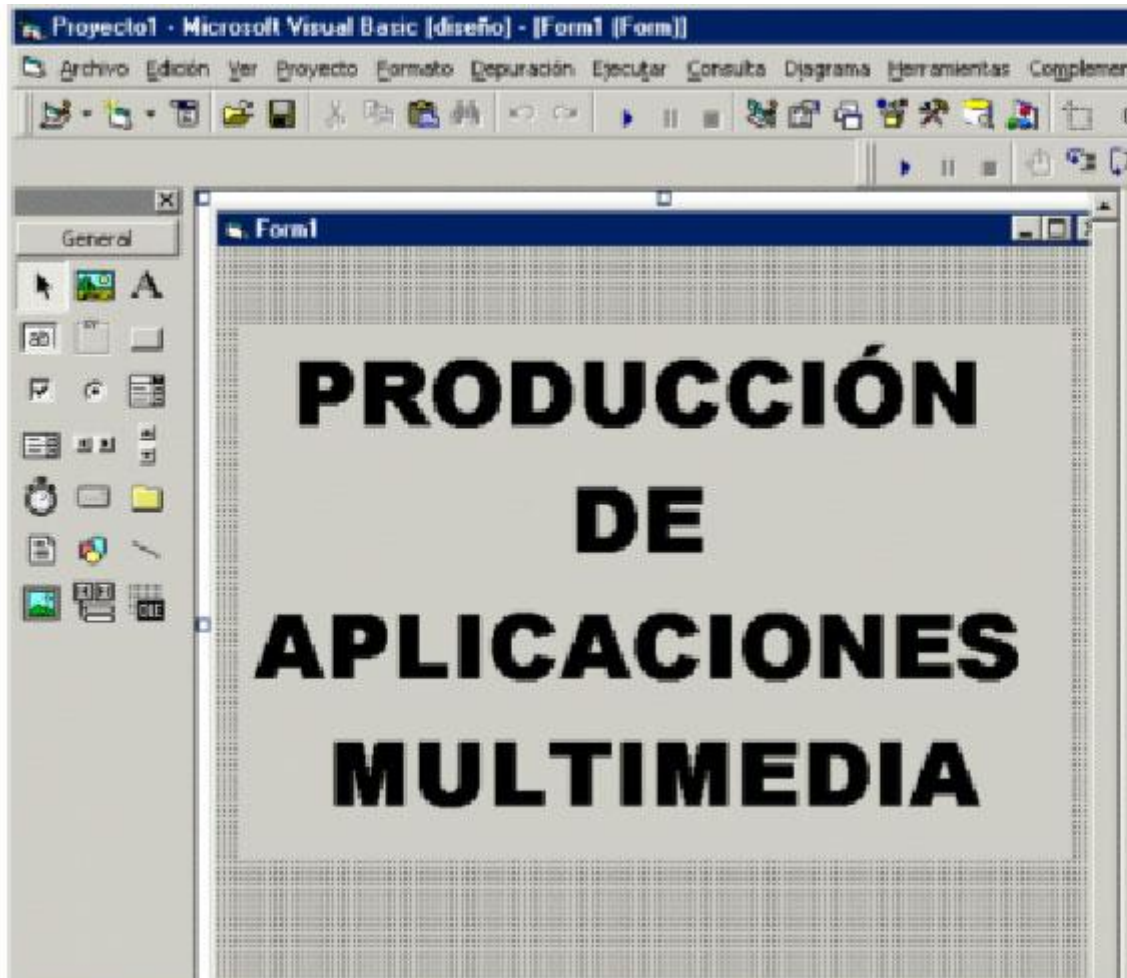 Proyecto1 - Microsoft Visual Basic [diseño] - [Form1 (Form)]
Archivo Edición Ver Proyecto Formato Depuración Ejecutar Consulta Diagrama Herramientas Complemen
General
Form1
PRODUCCIÓN
DE
APLICACIONES
MULTIMEDIA